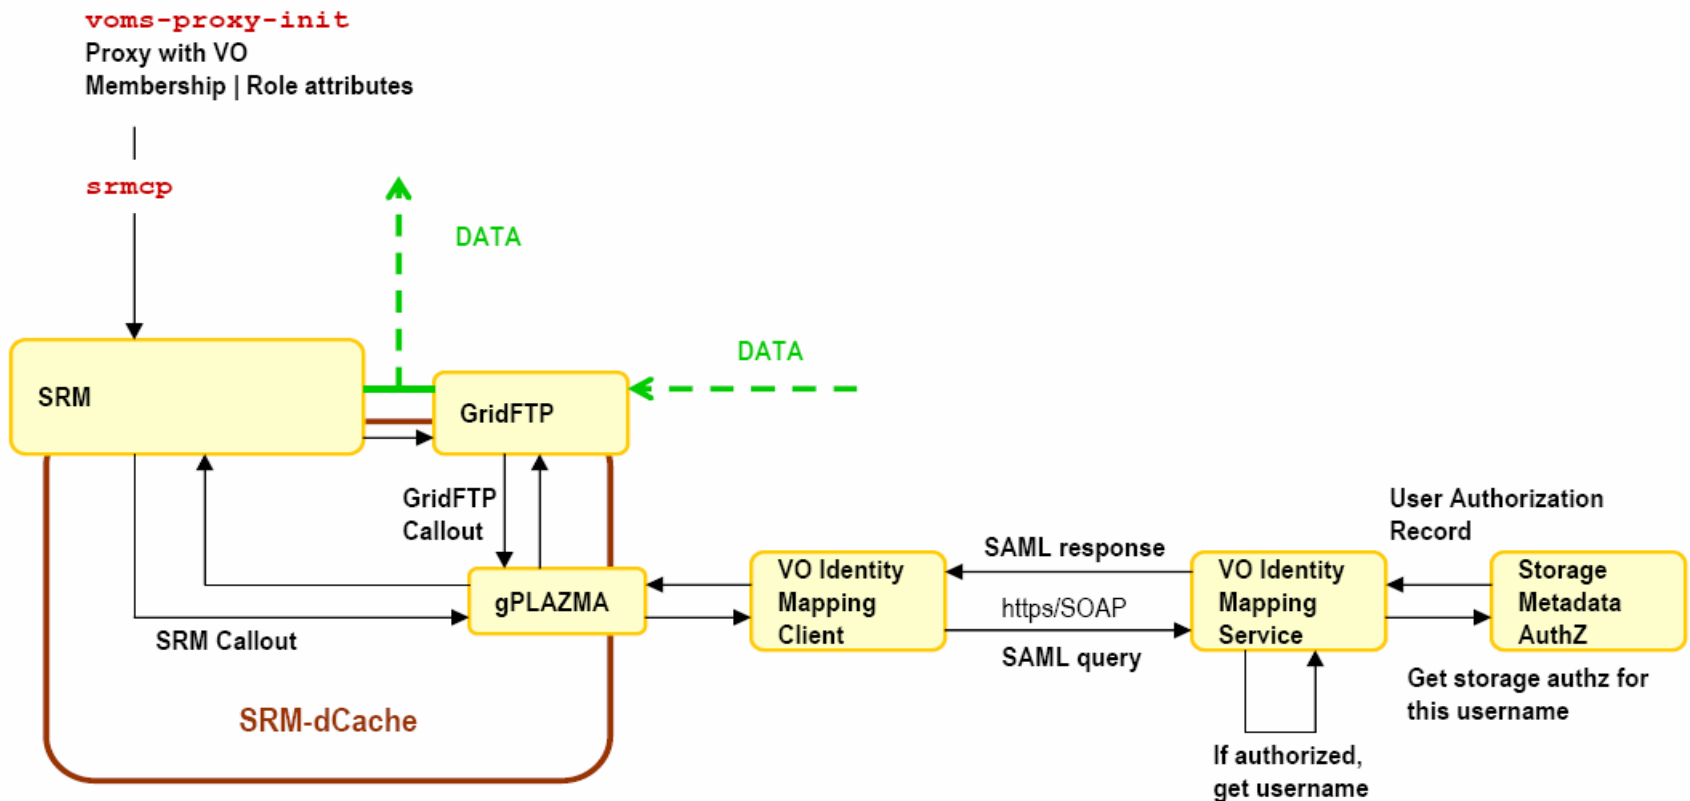 voms-proxy-init
Proxy with VO
Membership | Role attributes
srmcp
DATA
DATA
SRM
GridFTP
GridFTP
Callout
User Authorization
Record
SAML response
VO Identity
Mapping
Client
VO Identity
Mapping
Service
Storage
Metadata
AuthZ
gPLAZMA
https/SOAP
SRM Callout
SAML query
Get storage authz for
this username
SRM-dCache
If authorized,
get username